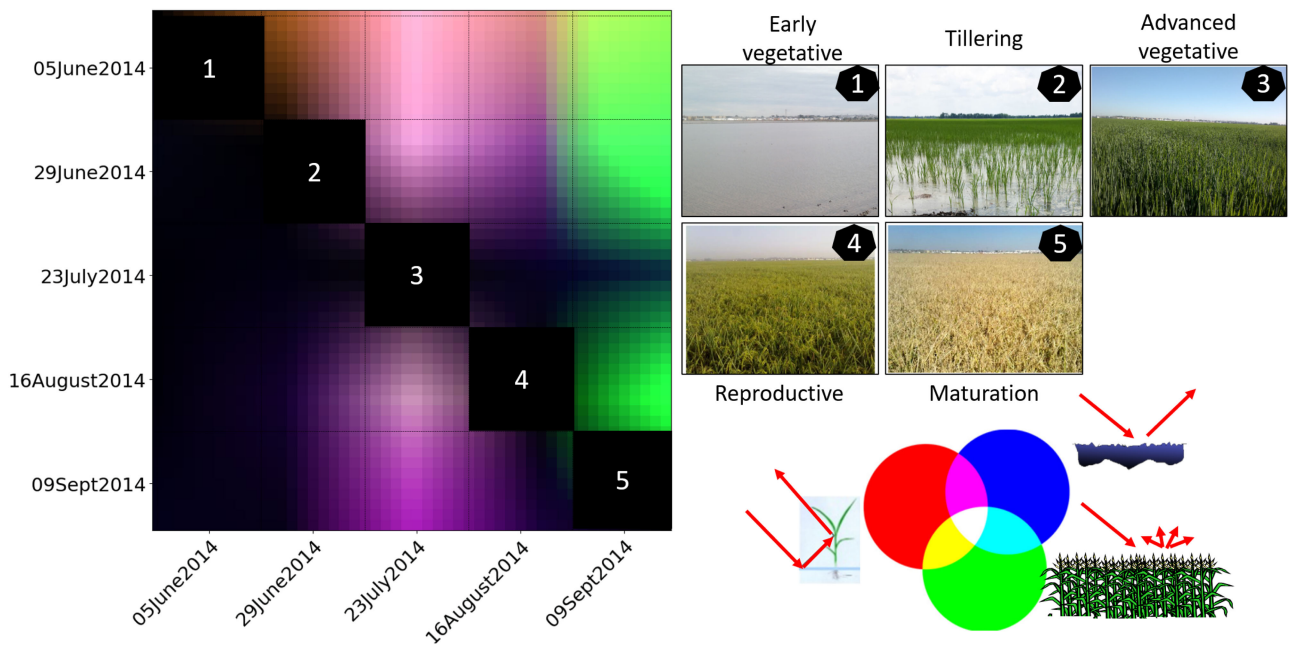 05June2014
29June2014
23July2014
16August2014
09Sept2014
1
2
3
4
5
05June2014
29June2014
23July2014
16August2014
09Sept2014
Early
vegetative
Tillering
Advanced
vegetative
1
2
3
4
5
Reproductive
Maturation